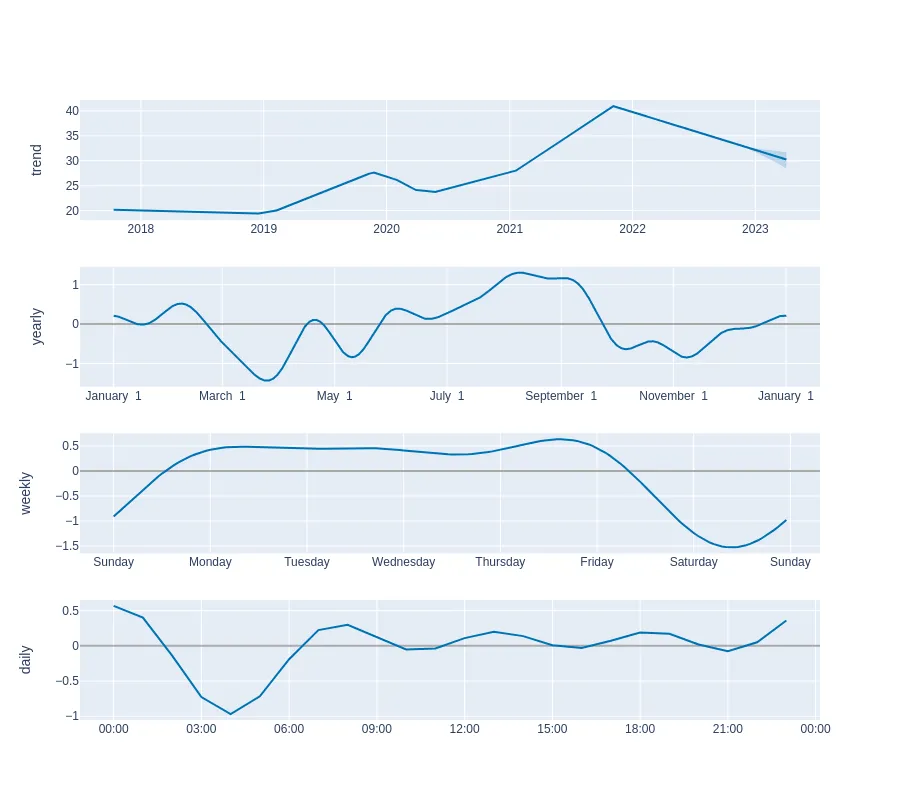 40
35
30
25
20
trend
2018 2019 2020 2021 2022 2023
1
0
−1
yearly
January 1 March 1 May 1 July 1 September 1 November 1 January 1
0.5
0
−0.5
−1
−1.5
weekly
Sunday Monday Tuesday Wednesday Thursday Friday Saturday Sunday
0.5
0
−0.5
−1
daily
00:00 03:00 06:00 09:00 12:00 15:00 18:00 21:00 00:00